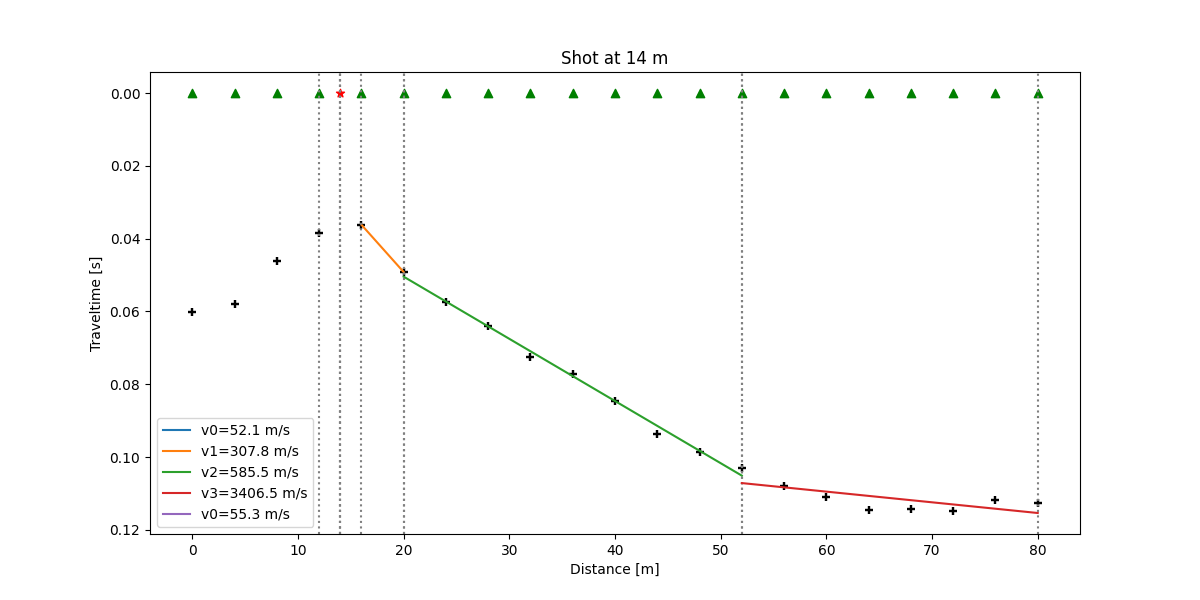 Shot at 14 m
0.00
0.02
0.04
0.06
0.08
0.10
0.12
Traveltime [s]
v0=52.1 m/s
v1=307.8 m/s
v2=585.5 m/s
v3=3406.5 m/s
v0=55.3 m/s
0 10 20 30 40 50 60 70 80
Distance [m]